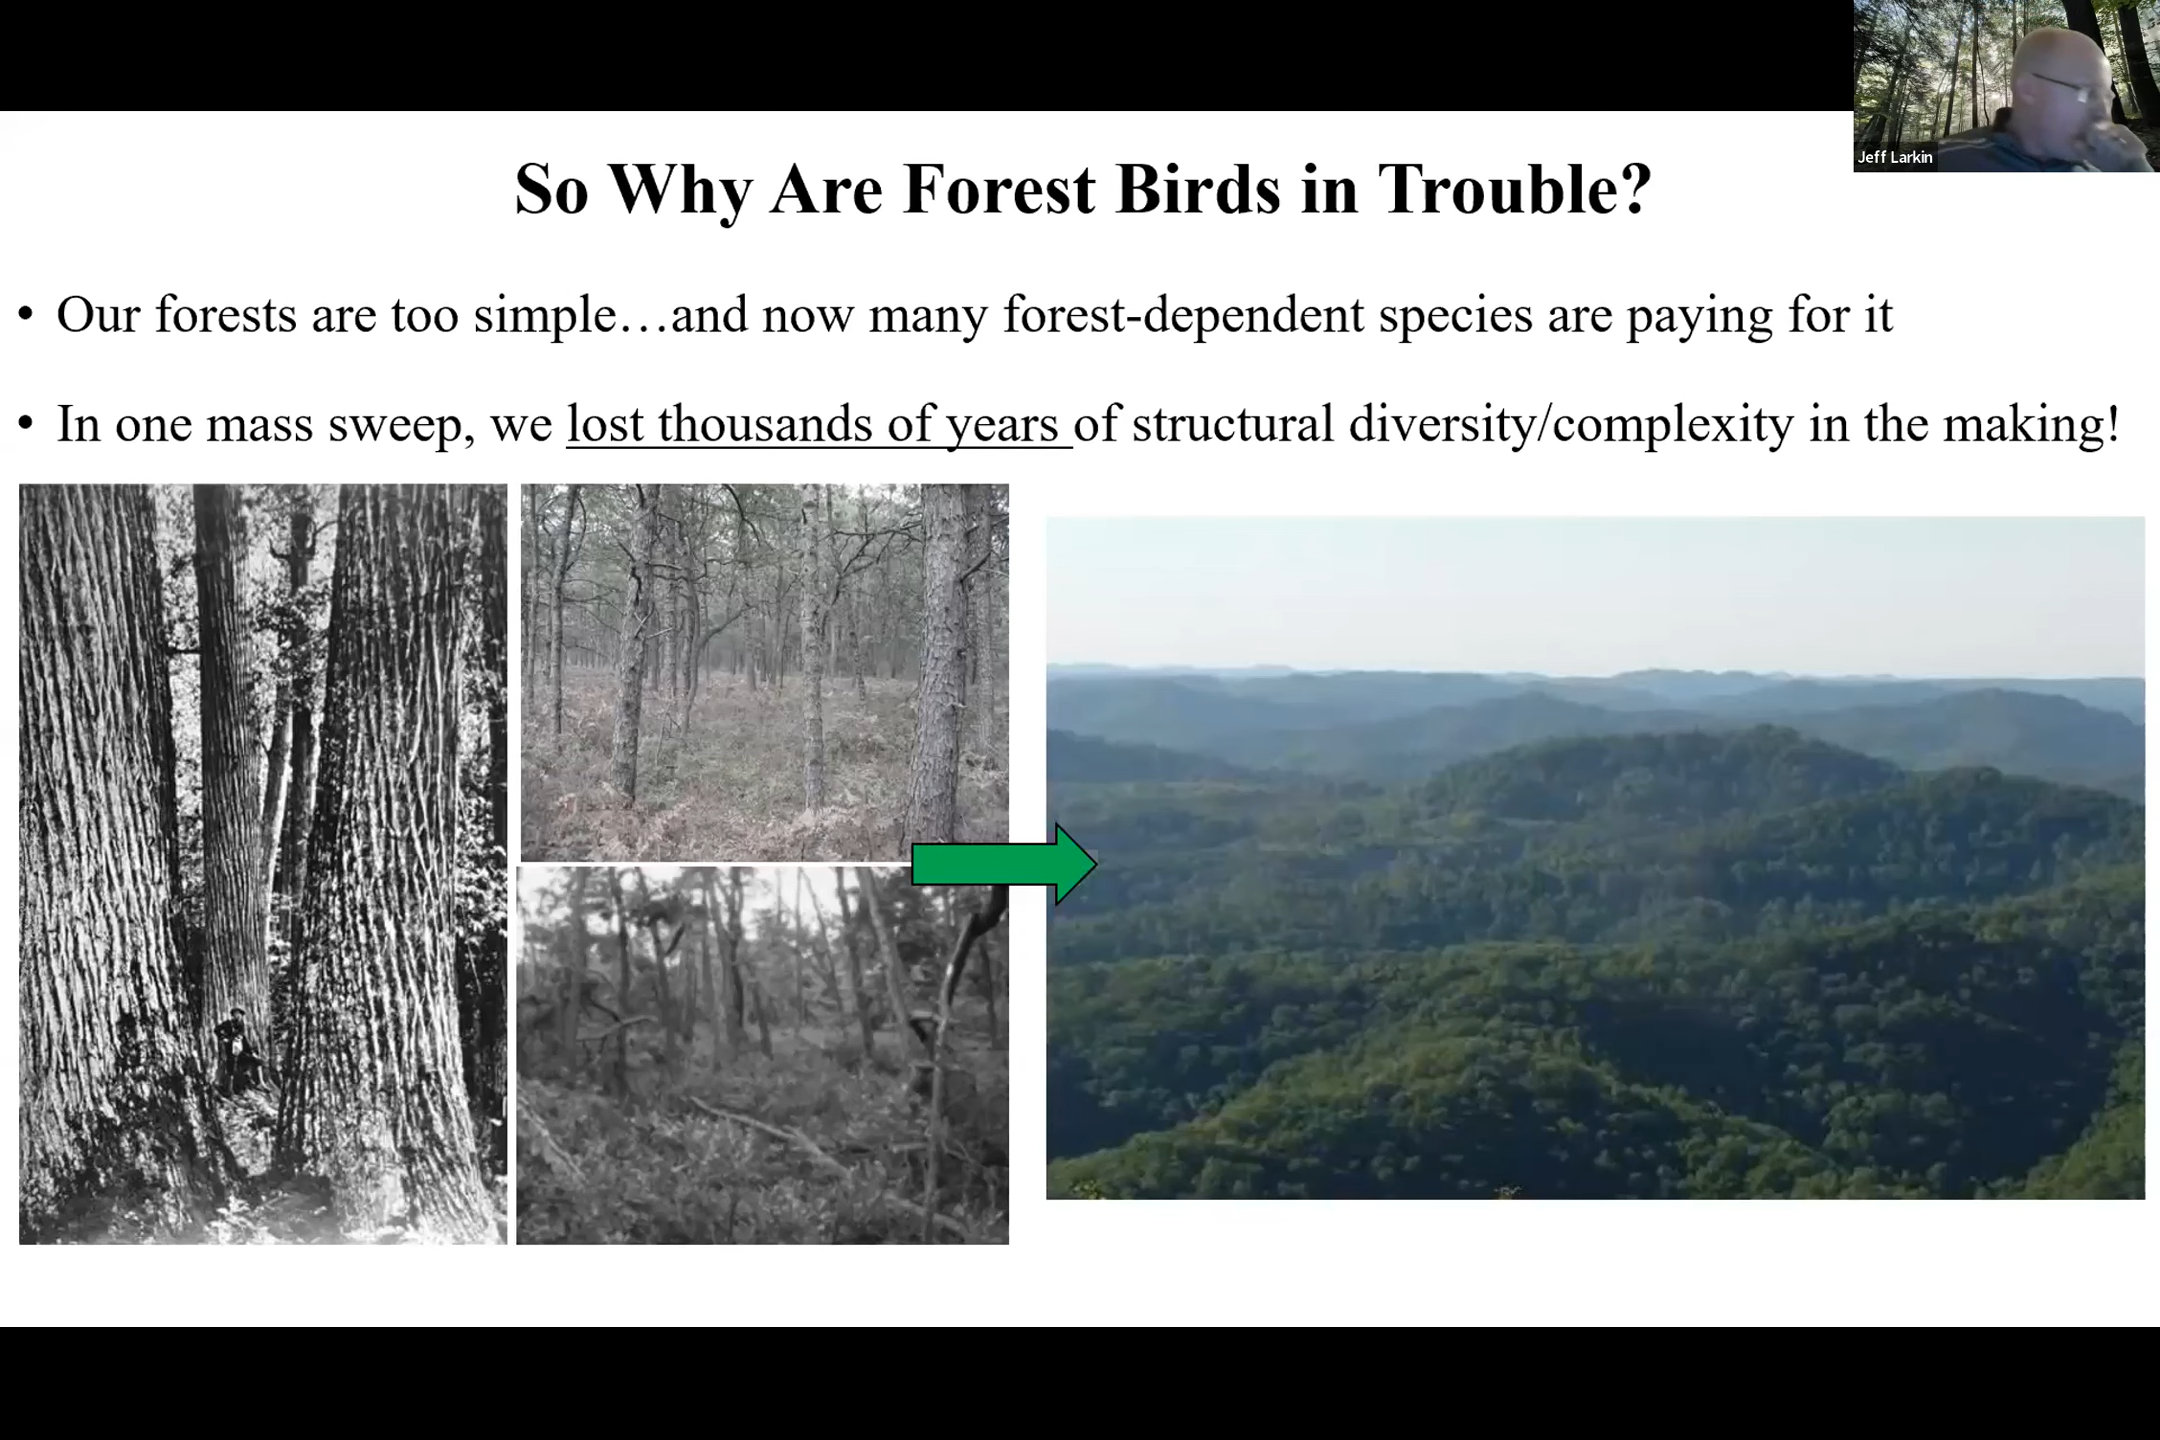 Jeff Larkin
So Why Are Forest Birds in Trouble?
• Our forests are too simple…and now many forest-dependent species are paying for it
• In one mass sweep, we lost thousands of years of structural diversity/complexity in the making!